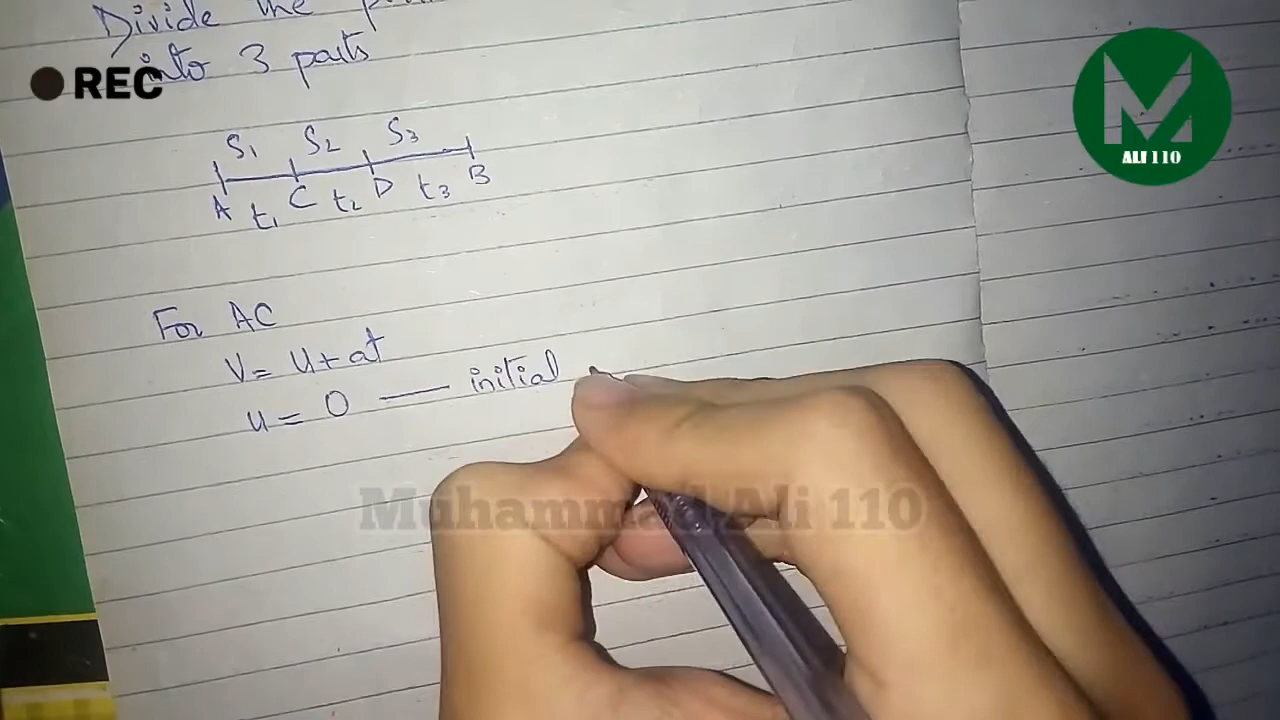 Divide the
into 3 parts
REC
M
ALI 110
S1 S2 S3
A t1 C t2 D t3 B
For AC
V = u + at
u = 0 — initial
Muhammad Ali 110